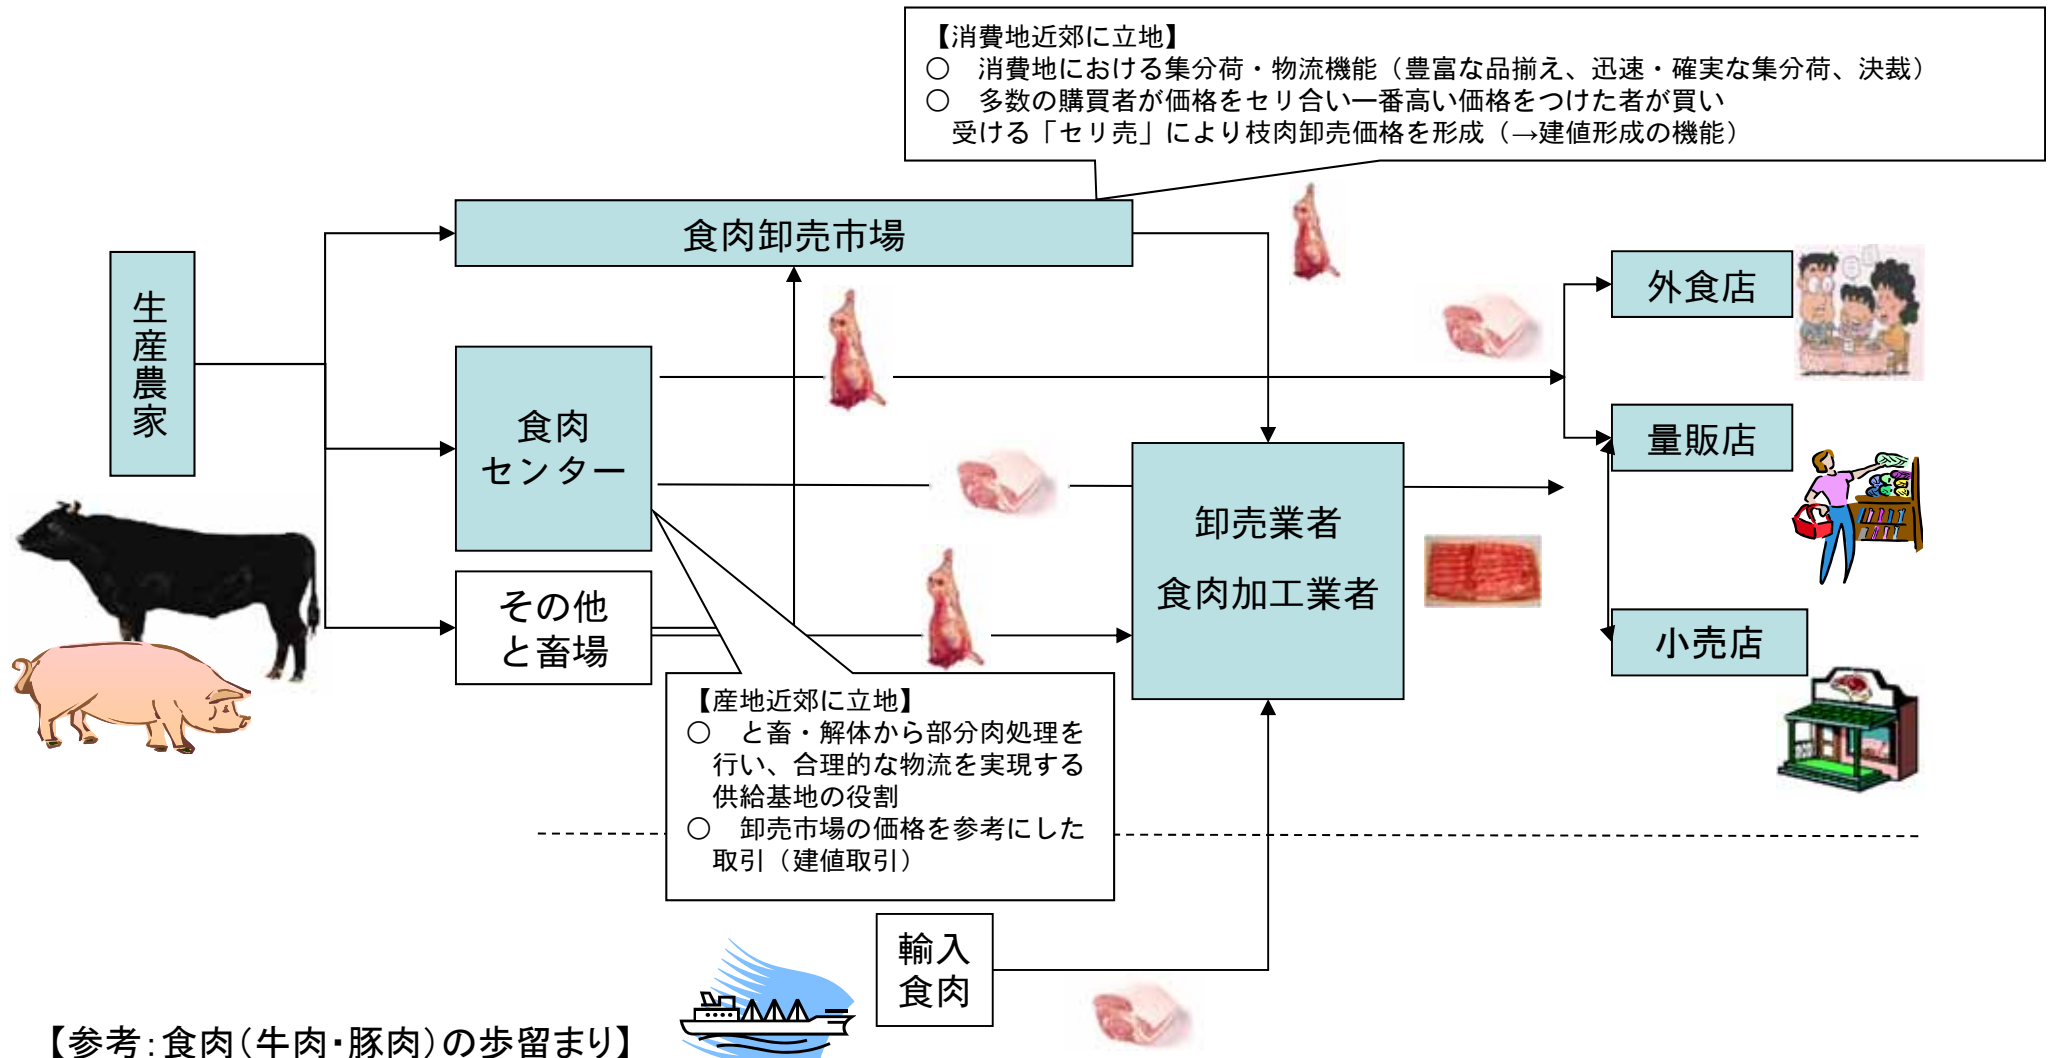 【消費地近郊に立地】
○　消費地における集分荷・物流機能（豊富な品揃え、迅速・確実な集分荷、決裁）
○　多数の購買者が価格をセリ合い一番高い価格をつけた者が買い
受ける「セリ売」により枝肉卸売価格を形成（→建値形成の機能）
食肉卸売市場
生産農家
外食店
食肉
センター
量販店
卸売業者
食肉加工業者
その他
と畜場
小売店
【産地近郊に立地】
○　と畜・解体から部分肉処理を
行い、合理的な物流を実現する
供給基地の役割
○　卸売市場の価格を参考にした
取引（建値取引）
輸入
食肉
【参考：食肉（牛肉・豚肉）の歩留まり】